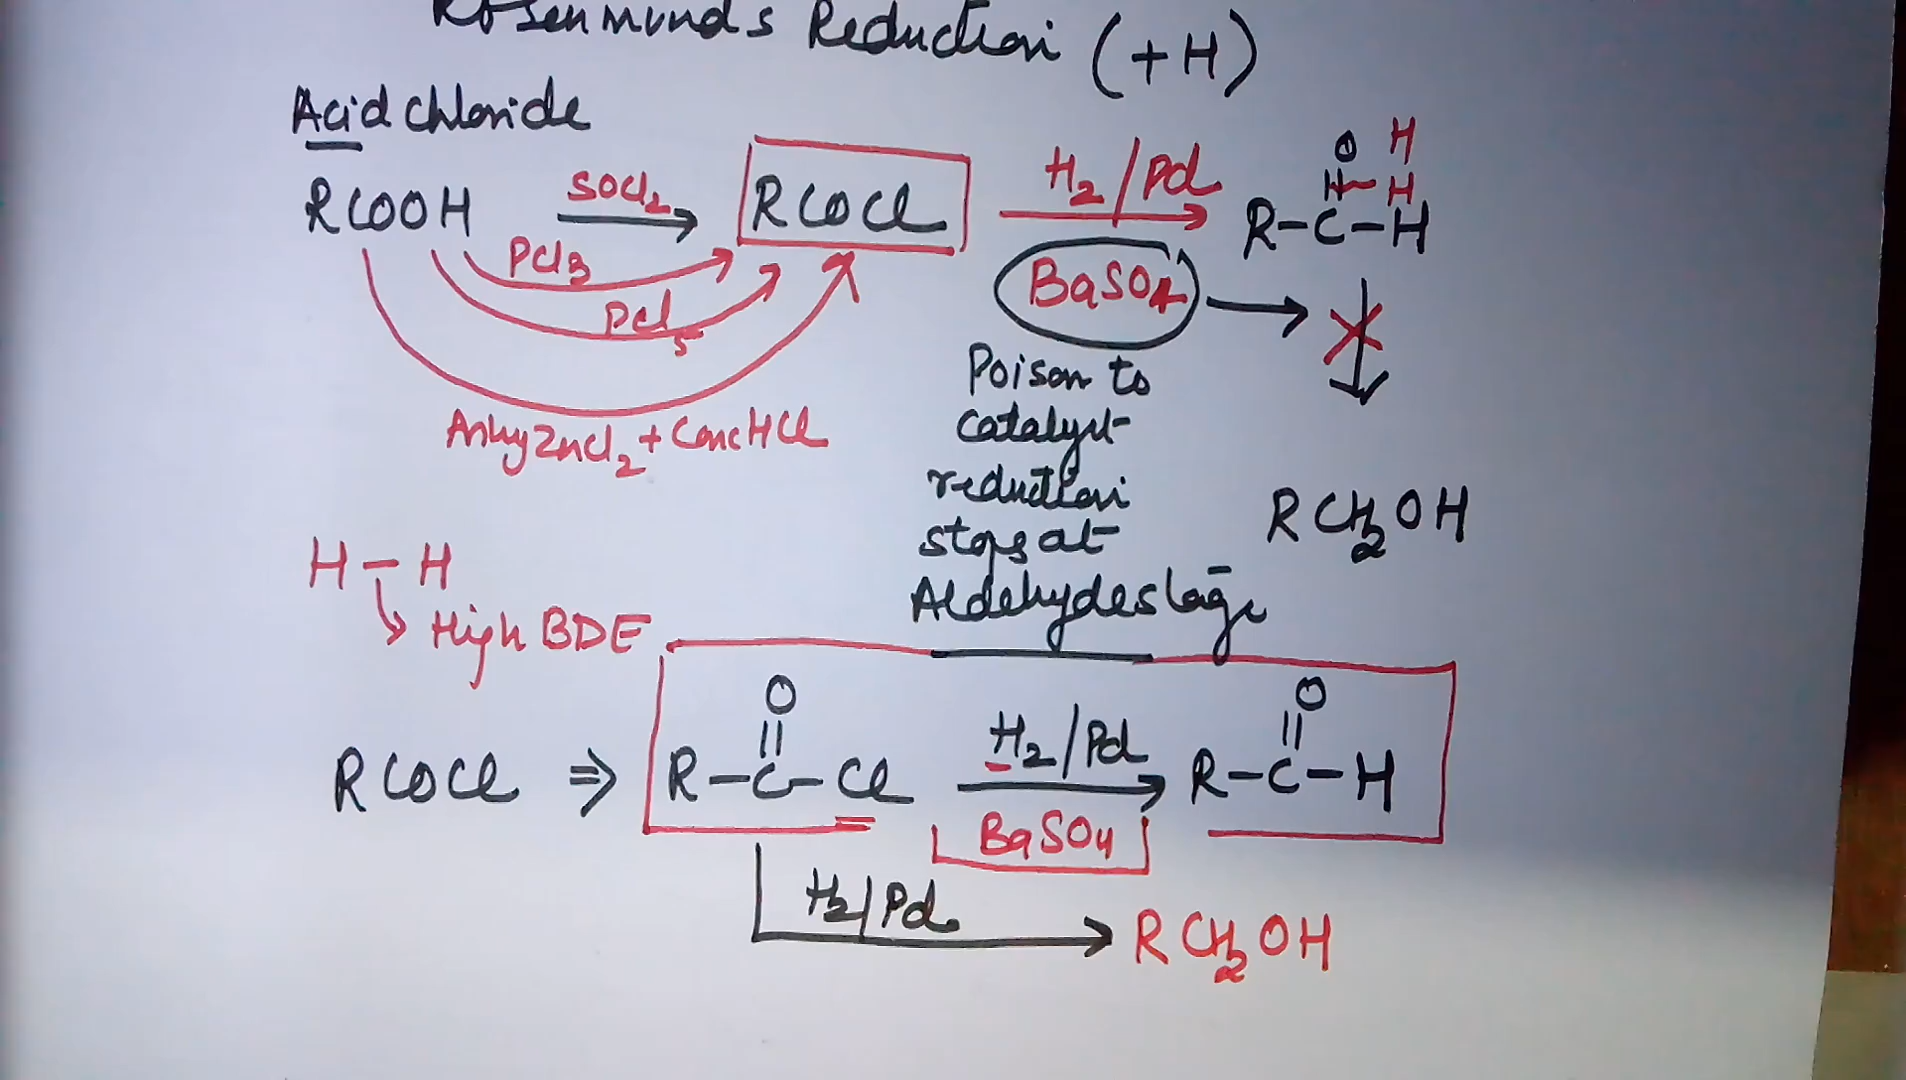 Rosenmunds Reduction (+H)
Acid chloride
RCOOH SOCl2 RCOCl H2/Pd R-C-H O H H H
PCl3 BaSO4
PCl5
Anhy ZnCl2 + Conc HCl
Poison to
catalyst
reduction
stops at
Aldehyde stage
RCH2OH
H-H
High BDE
RCOCl ⇒ R-C-Cl O H2/Pd R-C-H O
BaSO4
H2/Pd RCH2OH